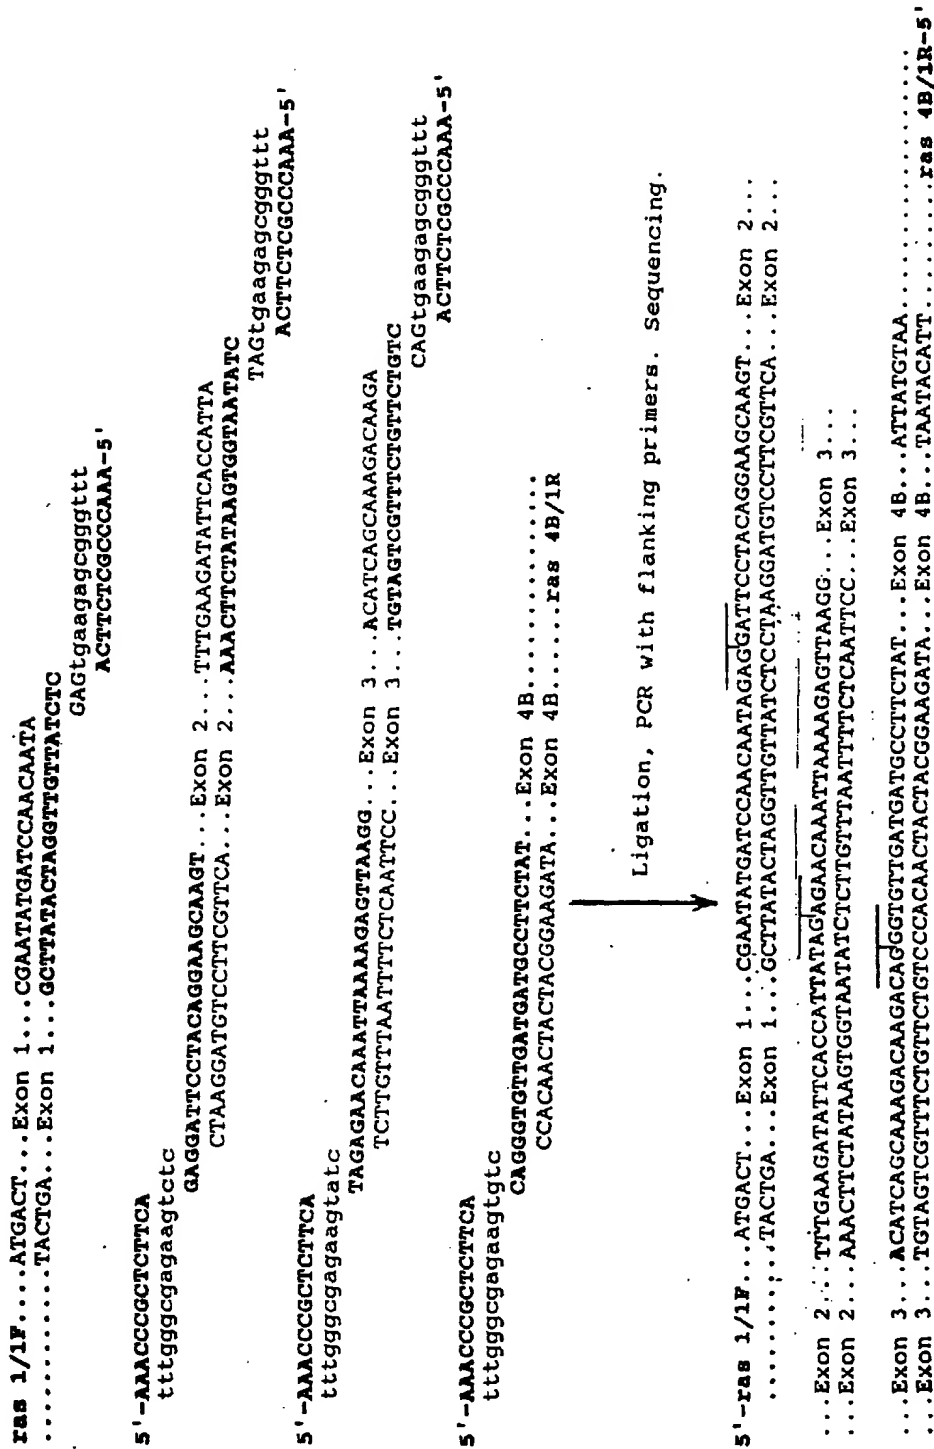 ras 1/1F....ATGACT...Exon 1...CGAATATGATCCAACAATA
............TACTGA...Exon 1...GCTTATACTAGGTTGTTATCTC
GAGtgaagagcgggttt
ACTTCTCGCCCAAA-5'
5'-AAACCCGCTCTTCA
tttgggcgagaagtctc
GAGGATTCCTACAGGAAGCAAGT...Exon 2...TTTGAAGATATTCACCATTA
CTAAGGATGTCCTTCGTTCA...Exon 2...AAACTTCTATAAGTGGTAATATC
TAGtgaagagcgggttt
ACTTCTCGCCCAAA-5'
5'-AAACCCGCTCTTCA
tttgggcgagaagtatc
TAGAGAACAAATTAAAAGAGTTAAGG...Exon 3...ACATCAGCAAAGACAAGA
TCTTGTTTAATTTTCTCAATTCC...Exon 3...TGTAGTCGTTTCTGTTCTGTC
CAGtgaagagcgggttt
ACTTCTCGCCCAAA-5'
5'-AAACCCGCTCTTCA
tttgggcgagaagtgtc
CAGGGTGTTGATGATGCCTTCTAT...Exon 4B...............
CCACAACTACTACGGAAGATA...Exon 4B......ras 4B/1R
Ligation, PCR with flanking primers. Sequencing.
5'-ras 1/1F...ATGACT...Exon 1...CGAATATGATCCAACAATAGAGGATTCCTACAGGAAGCAAGT...Exon 2...
...........TACTGA...Exon 1...GCTTATACTAGGTTGTTATCTCCTAAGGATGTCCTTCGTTCA...Exon 2...
...Exon 2...TTTGAAGATATTCACCATTATAGAGAACAAATTAAAAGAGTTAAGG...Exon 3...
...Exon 2...AAACTTCTATAAGTGGTAATATCTCTTGTTTAATTTTCTCAATTCC...Exon 3...
...Exon 3...ACATCAGCAAAGACAAGACAGGGTGTTGATGATGCCTTCTAT...Exon 4B...ATTATGTAA..................
...Exon 3...TGTAGTCGTTTCTGTTCTGTCCCACAACTACTACGGAAGATA...Exon 4B...TAATACATT.........ras 4B/1R-5'